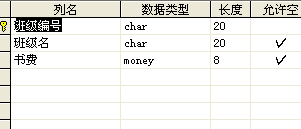 列名 数据类型 长度 允许空
班级编号 char 20
班级名 char 20 ✓
书费 money 8 ✓